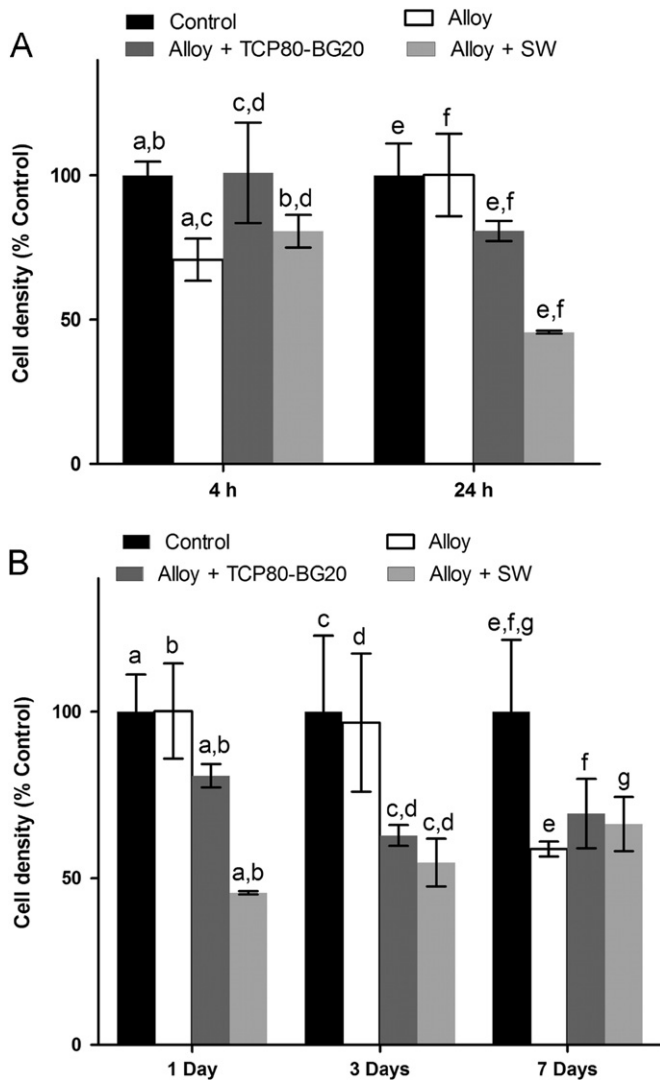 Control
Alloy
A
Alloy + TCP80-BG20
Alloy + SW
Cell density (% Control)
100
50
0
a,b
a,c
c,d
b,d
e
f
e,f
e,f
4 h
24 h
Control
Alloy
B
Alloy + TCP80-BG20
Alloy + SW
Cell density (% Control)
100
50
0
a
b
a,b
a,b
c
d
c,d
c,d
e,f,g
e
f
g
1 Day
3 Days
7 Days